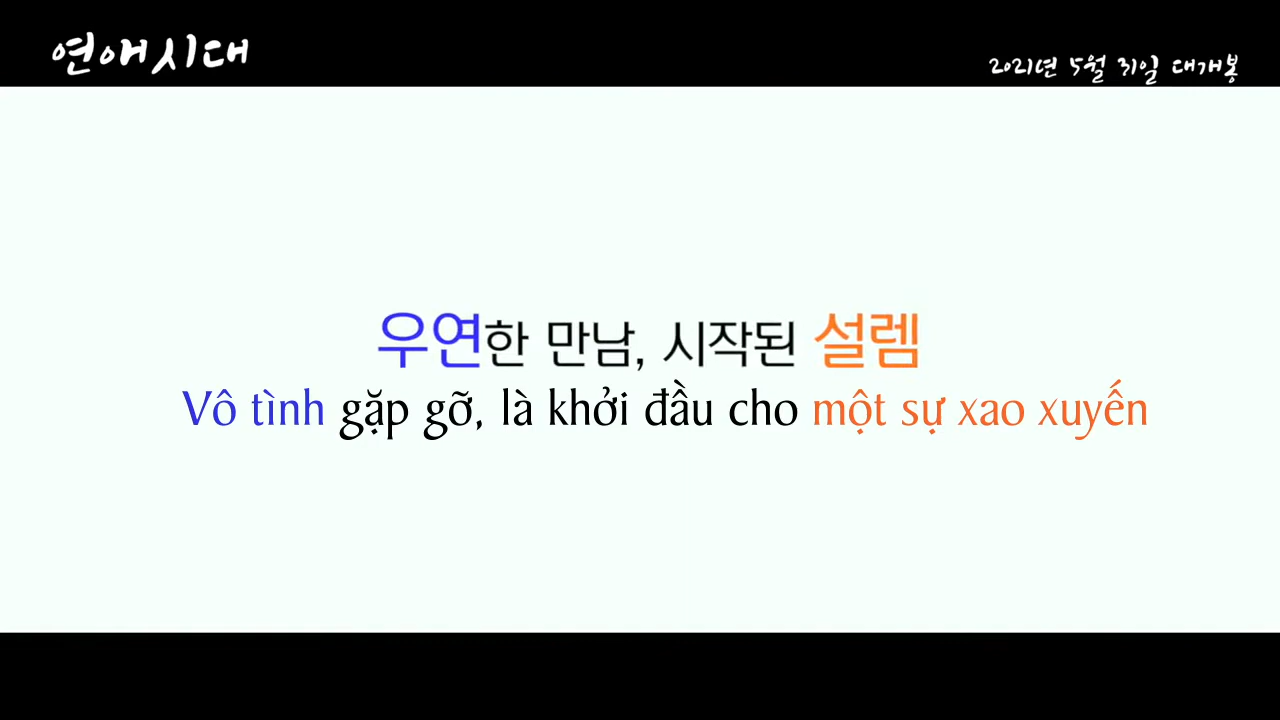 연애시대
2021년 5월 31일 대개봉
우연한 만남, 시작된 설렘
Vô tình gặp gỡ, là khởi đầu cho một sự xao xuyến